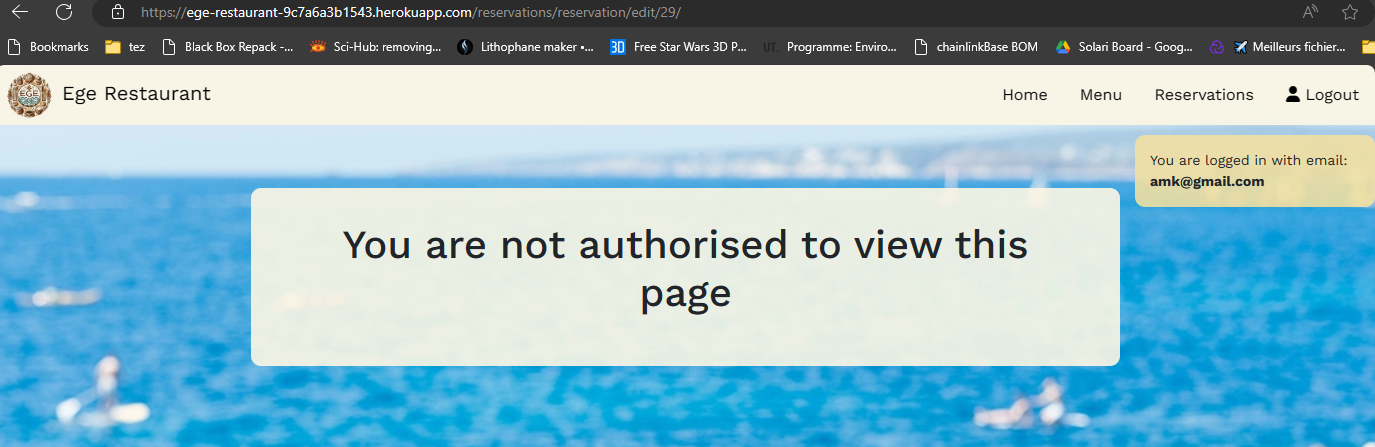 https://ege-restaurant-9c7a6a3b1543.herokuapp.com/reservations/reservation/edit/29/
Bookmarks tez Black Box Repack -... Sci-Hub: removing... Lithophane maker •... 3D Free Star Wars 3D P... UT. Programme: Enviro... chainlinkBase BOM Solari Board - Goog... Meilleurs fichier...
EGE Ege Restaurant Home Menu Reservations Logout
You are logged in with email:
amk@gmail.com
You are not authorised to view this
page